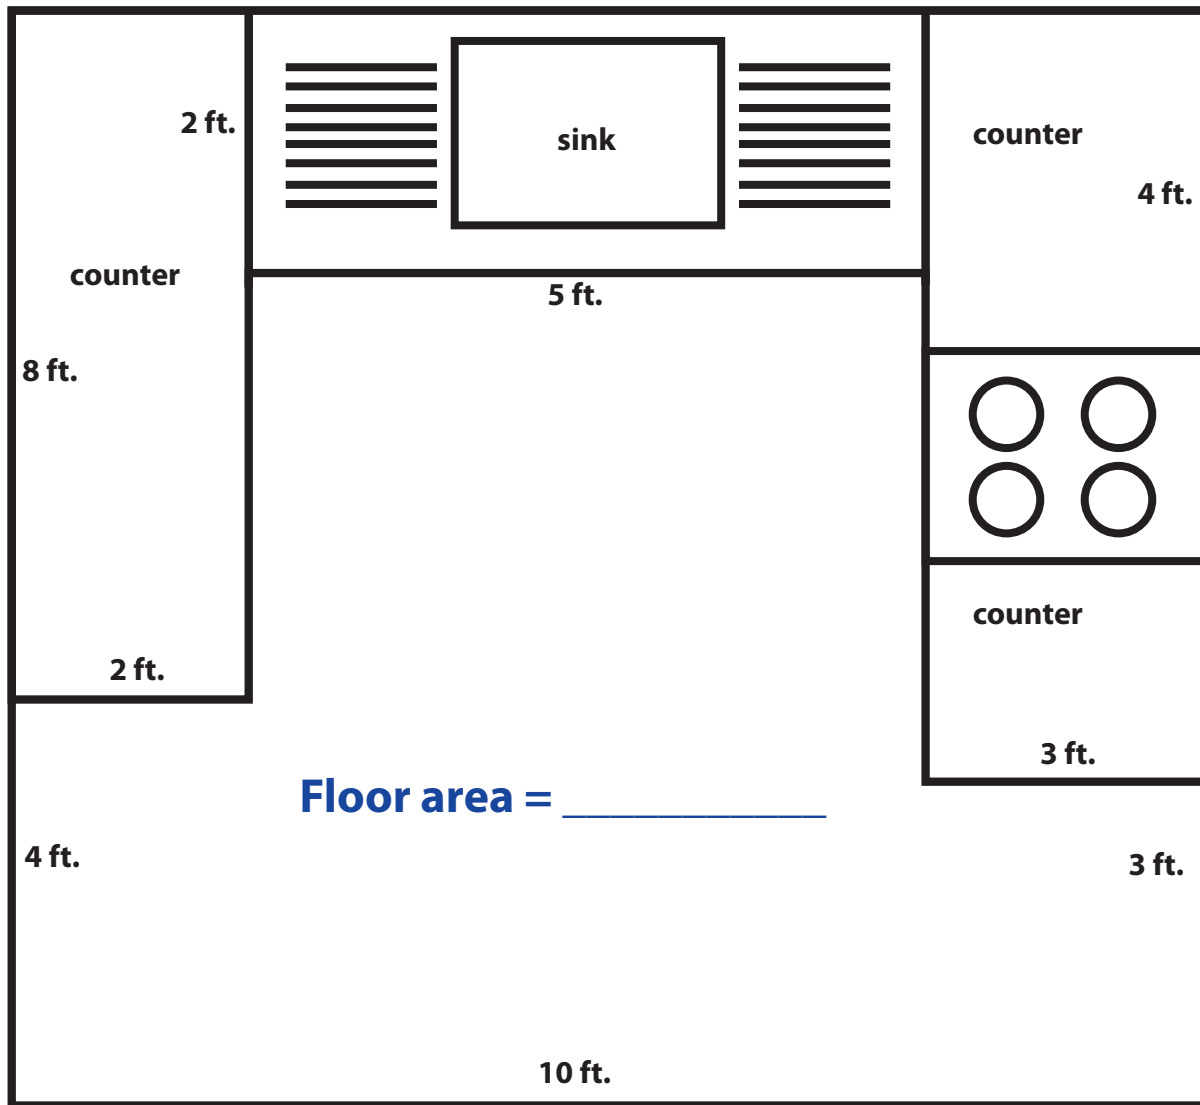 2 ft.
sink
counter
4 ft.
counter
5 ft.
8 ft.
counter
2 ft.
3 ft.
Floor area = ___________
4 ft.
3 ft.
10 ft.